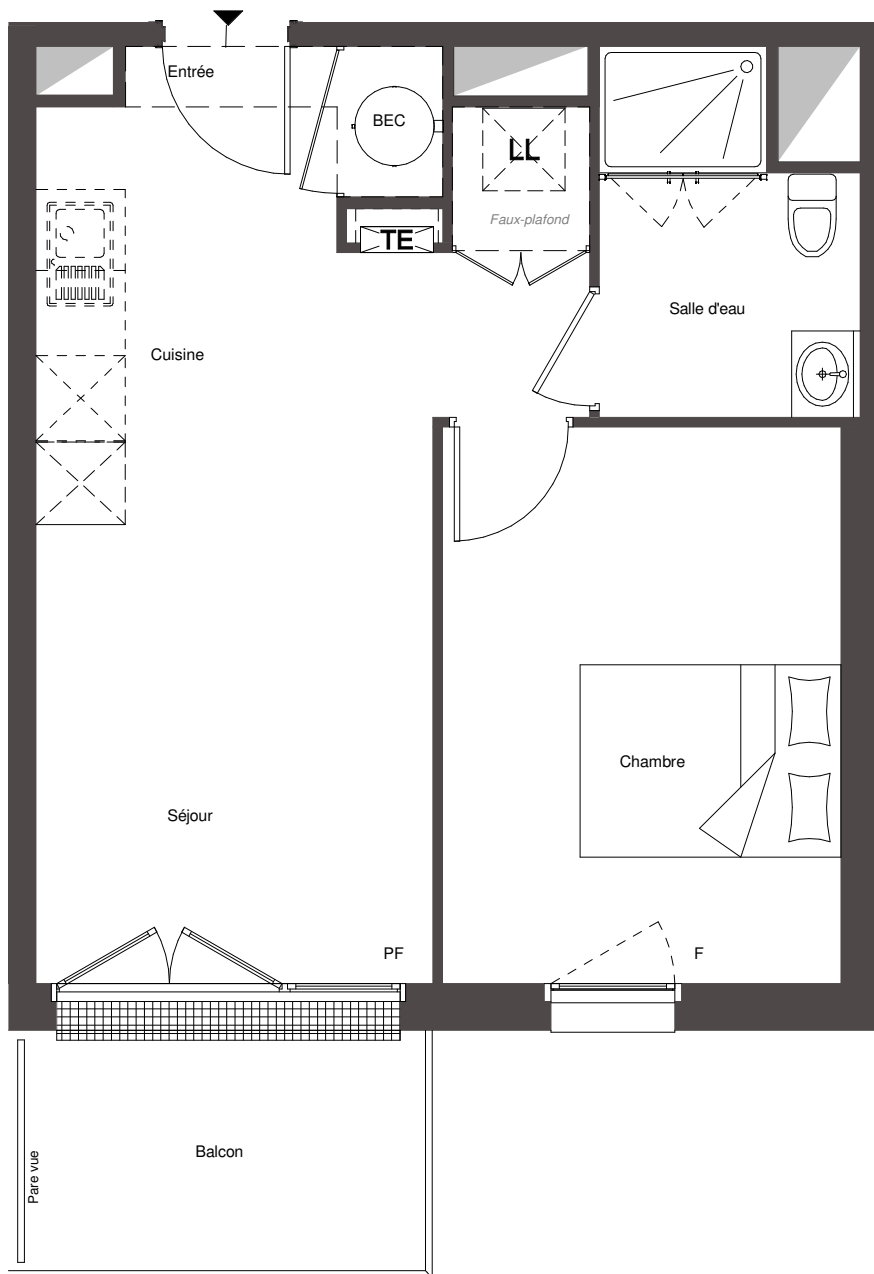 Entrée
BEC
LL
Faux-plafond
TE
Salle d'eau
Cuisine
Chambre
Séjour
PF
F
Balcon
Pare vue